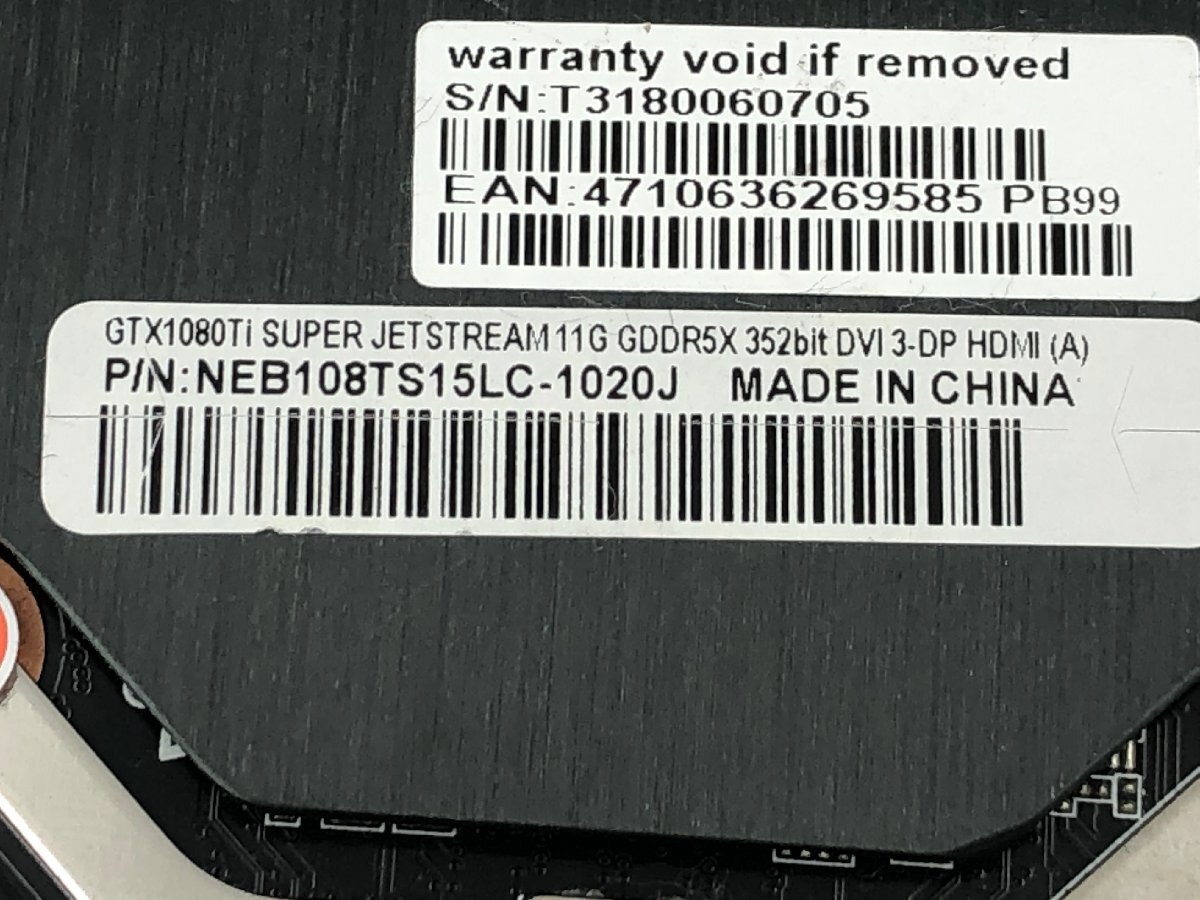 warranty void if removed
S/N:T3180060705
EAN:4710636269585 PB99
GTX1080Ti SUPER JETSTREAM 11G GDDR5X 352bit DVI 3-DP HDMI (A)
P/N:NEB108TS15LC-1020J MADE IN CHINA